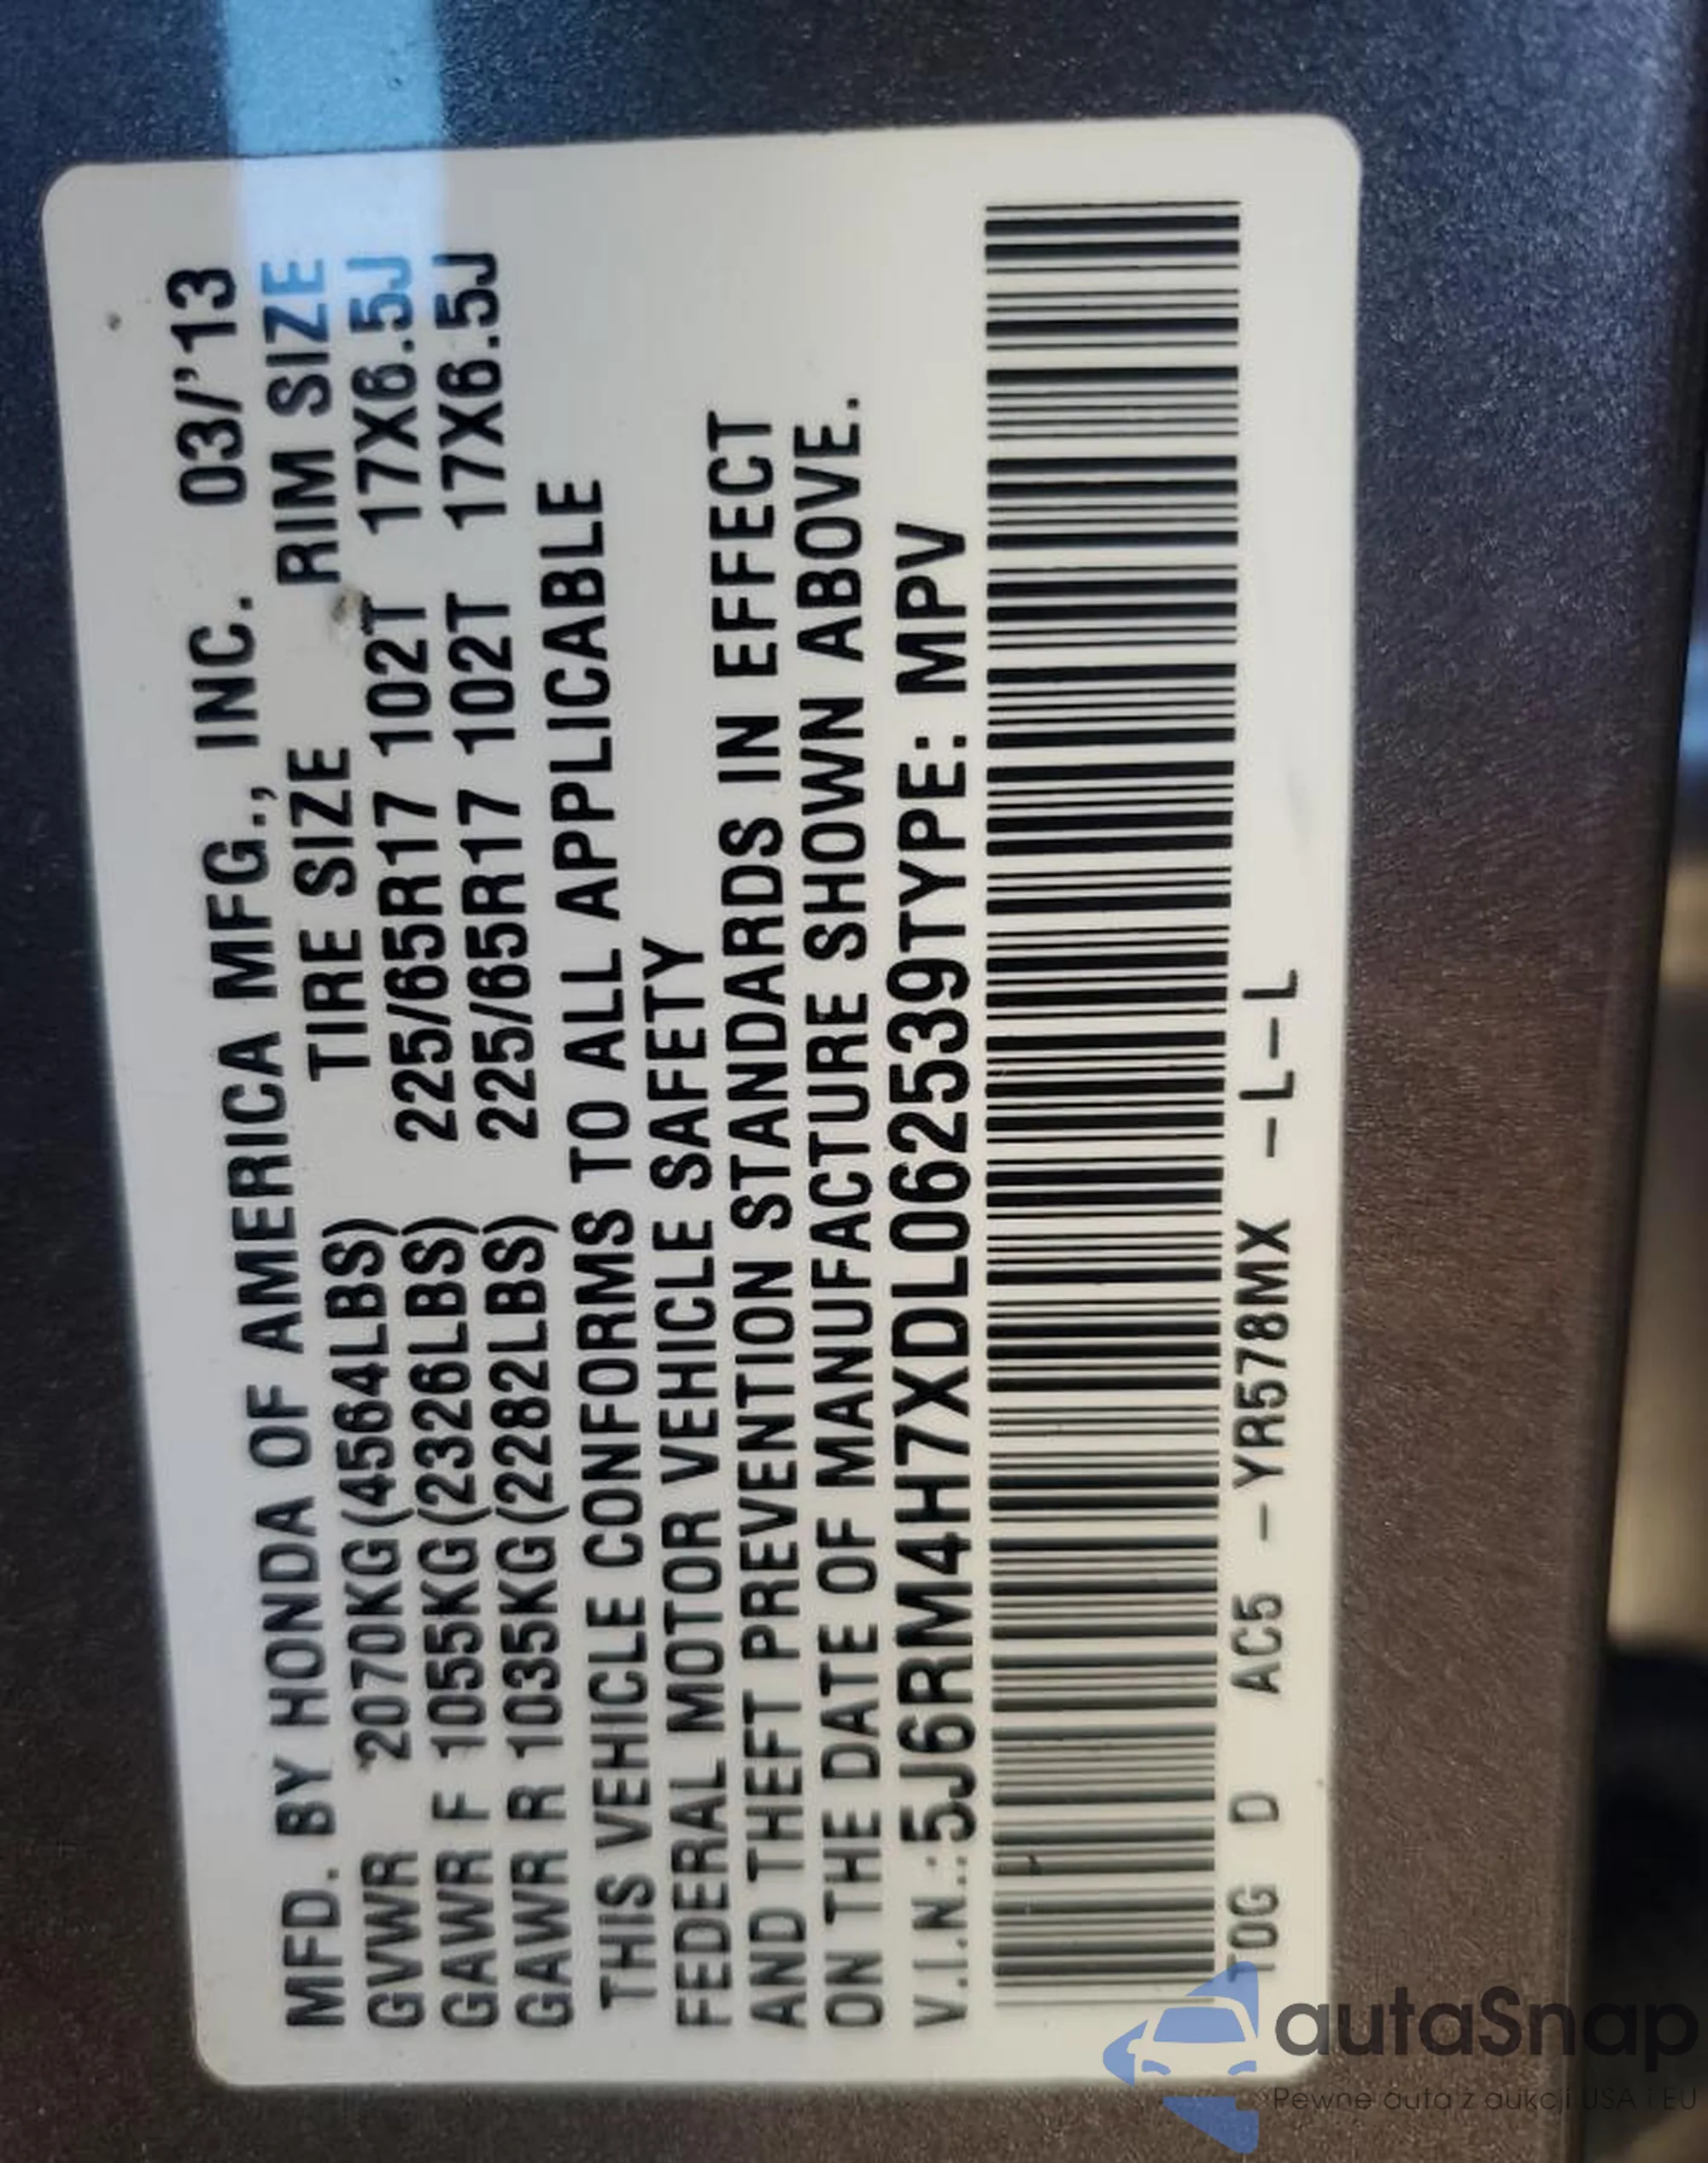 MFD. BY HONDA OF AMERICA MFG., INC. 03/'13
TIRE SIZE RIM SIZE
GVWR 2070KG(4564LBS)
GAWR F 1055KG(2326LBS) 225/65R17 102T 17X6.5J
GAWR R 1035KG(2282LBS) 225/65R17 102T 17X6.5J
THIS VEHICLE CONFORMS TO ALL APPLICABLE
FEDERAL MOTOR VEHICLE SAFETY
AND THEFT PREVENTION STANDARDS IN EFFECT
ON THE DATE OF MANUFACTURE SHOWN ABOVE.
V.I.N.:5J6RM4H7XDL062539TYPE: MPV
T0G D AC5 -YR578MX -L-L
autaSnap
Pewne auta z aukcji USA i EU